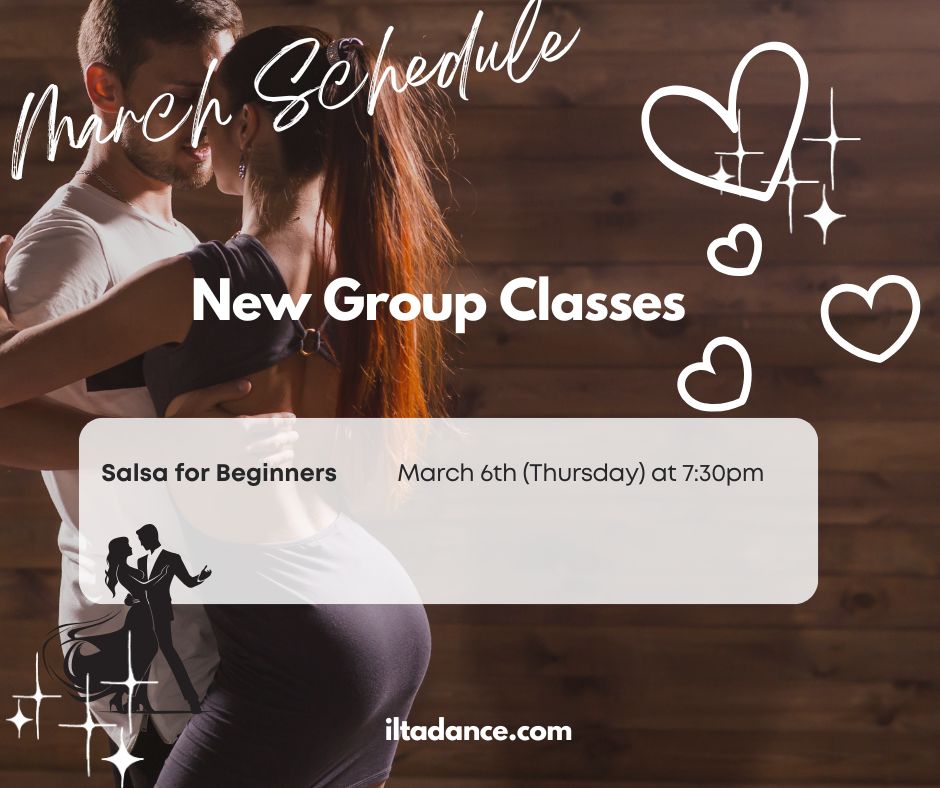 March Schedule
New Group Classes
Salsa for Beginners March 6th (Thursday) at 7:30pm
iltadance.com